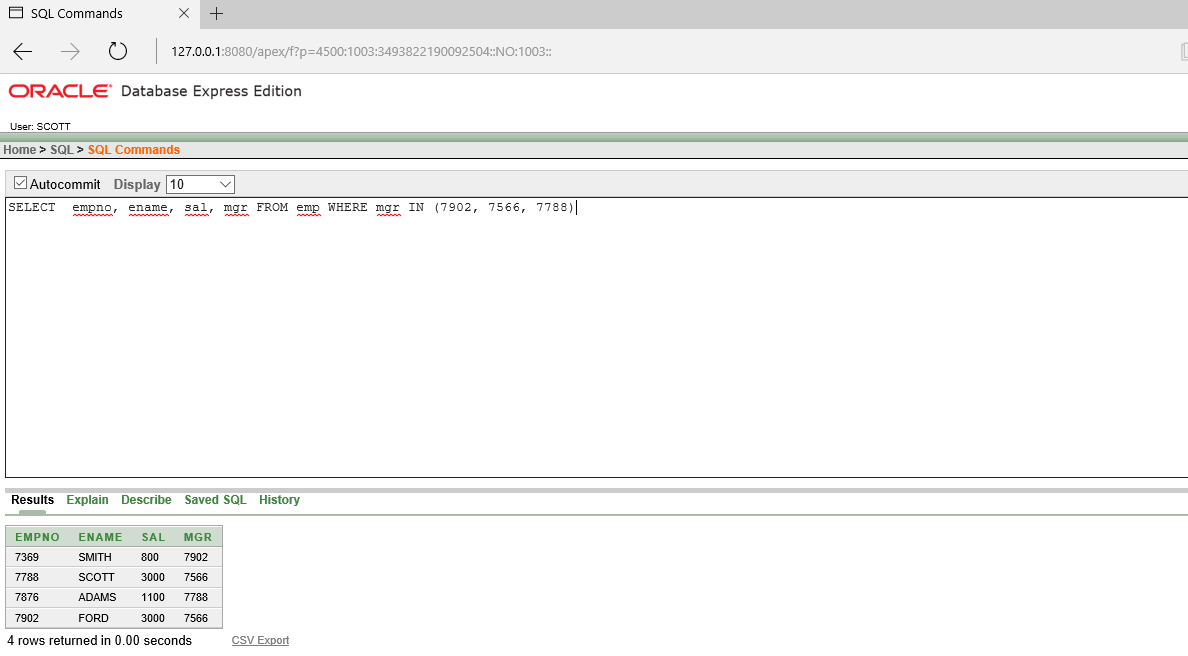 SQL Commands
127.0.0.1:8080/apex/f?p=4500:1003:3493822190092504::NO:1003::
ORACLE Database Express Edition
User: SCOTT
Home > SQL > SQL Commands
Autocommit Display 10
SELECT  empno, ename, sal, mgr FROM emp WHERE mgr IN (7902, 7566, 7788)
Results Explain Describe Saved SQL History
EMPNO ENAME SAL MGR
7369 SMITH 800 7902
7788 SCOTT 3000 7566
7876 ADAMS 1100 7788
7902 FORD 3000 7566
4 rows returned in 0.00 seconds CSV Export